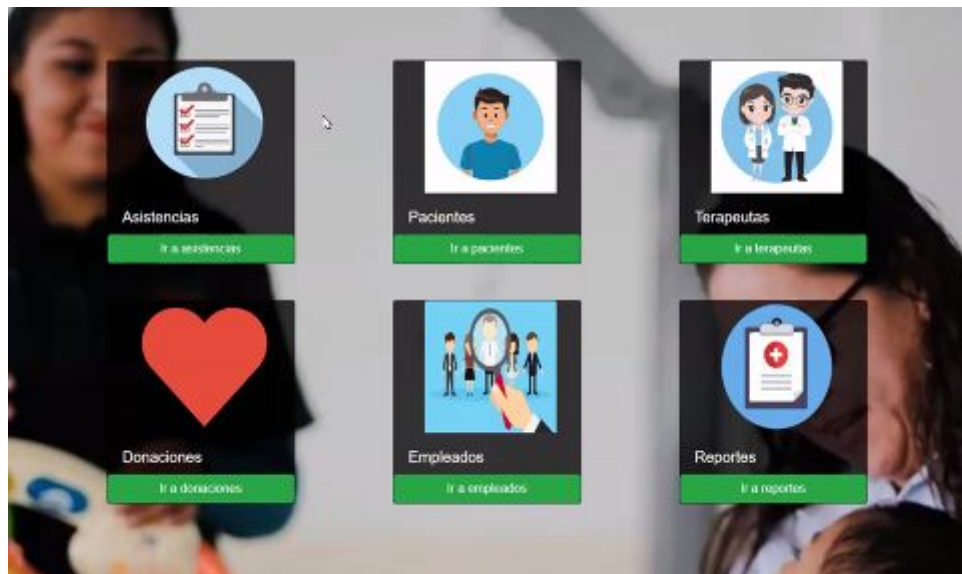 Asistencias
Ir a asistencias
Pacientes
Ir a pacientes
Terapeutas
Ir a terapeutas
Donaciones
Ir a donaciones
Empleados
Ir a empleados
Reportes
Ir a reportes